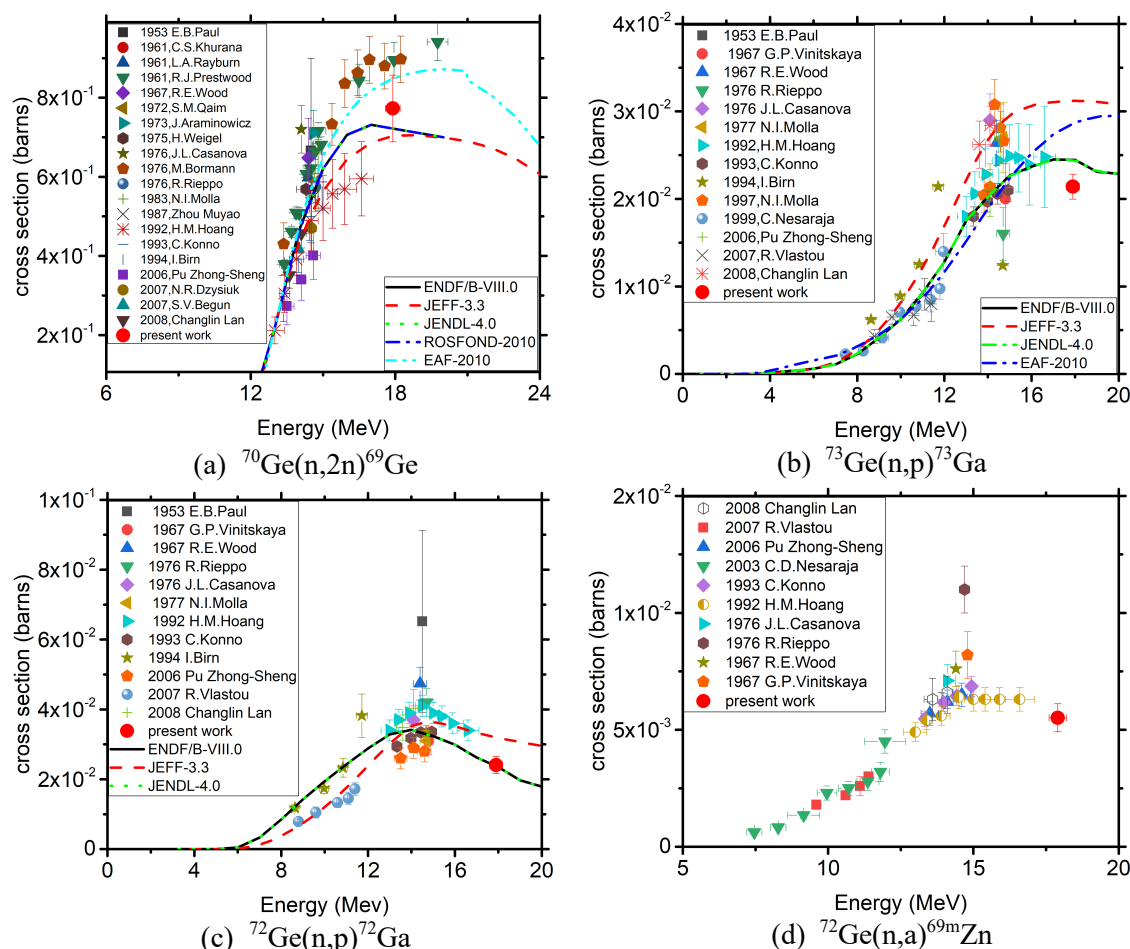 1953 E.B.Paul
1961,C.S.Khurana
1961,L.A.Rayburn
1961,R.J.Prestwood
1967,R.E.Wood
1972,S.M.Qaim
1973,J.Araminowicz
1975,H.Weigel
1976,J.L.Casanova
1976,M.Bormann
1976,R.Rieppo
1983,N.I.Molla
1987,Zhou Muyao
1992,H.M.Hoang
1993,C.Konno
1994,I.Birn
2006,Pu Zhong-Sheng
2007,N.R.Dzysiuk
2007,S.V.Begun
2008,Changlin Lan
present work
ENDF/B-VIII.0
JEFF-3.3
JENDL-4.0
ROSFOND-2010
EAF-2010
8x10⁻¹
6x10⁻¹
4x10⁻¹
2x10⁻¹
cross section (barns)
6 12 18 24
Energy (MeV)
(a) ⁷⁰Ge(n,2n)⁶⁹Ge
1953 E.B.Paul
1967 G.P.Vinitskaya
1967 R.E.Wood
1976 R.Rieppo
1976 J.L.Casanova
1977 N.I.Molla
1992,H.M.Hoang
1993,C.Konno
1994,I.Birn
1997,N.I.Molla
1999,C.Nesaraja
2006,Pu Zhong-Sheng
2007,R.Vlastou
2008,Changlin Lan
present work
ENDF/B-VIII.0
JEFF-3.3
JENDL-4.0
EAF-2010
4x10⁻²
3x10⁻²
2x10⁻²
1x10⁻²
0
cross section (barns)
0 4 8 12 16 20
Energy (MeV)
(b) ⁷³Ge(n,p)⁷³Ga
1953 E.B.Paul
1967 G.P.Vinitskaya
1967 R.E.Wood
1976 R.Rieppo
1976 J.L.Casanova
1977 N.I.Molla
1992 H.M.Hoang
1993 C.Konno
1994 I.Birn
2006 Pu Zhong-Sheng
2007 R.Vlastou
2008 Changlin Lan
present work
ENDF/B-VIII.0
JEFF-3.3
JENDL-4.0
1x10⁻¹
8x10⁻²
6x10⁻²
4x10⁻²
2x10⁻²
0
cross section (barns)
0 4 8 12 16 20
Energy (Mev)
(c) ⁷²Ge(n,p)⁷²Ga
2008 Changlin Lan
2007 R.Vlastou
2006 Pu Zhong-Sheng
2003 C.D.Nesaraja
1993 C.Konno
1992 H.M.Hoang
1976 J.L.Casanova
1976 R.Rieppo
1967 R.E.Wood
1967 G.P.Vinitskaya
present work
2x10⁻²
1x10⁻²
5x10⁻³
0
cross section (barns)
5 10 15 20
Energy (MeV)
(d) ⁷²Ge(n,a)⁶⁹ᵐZn